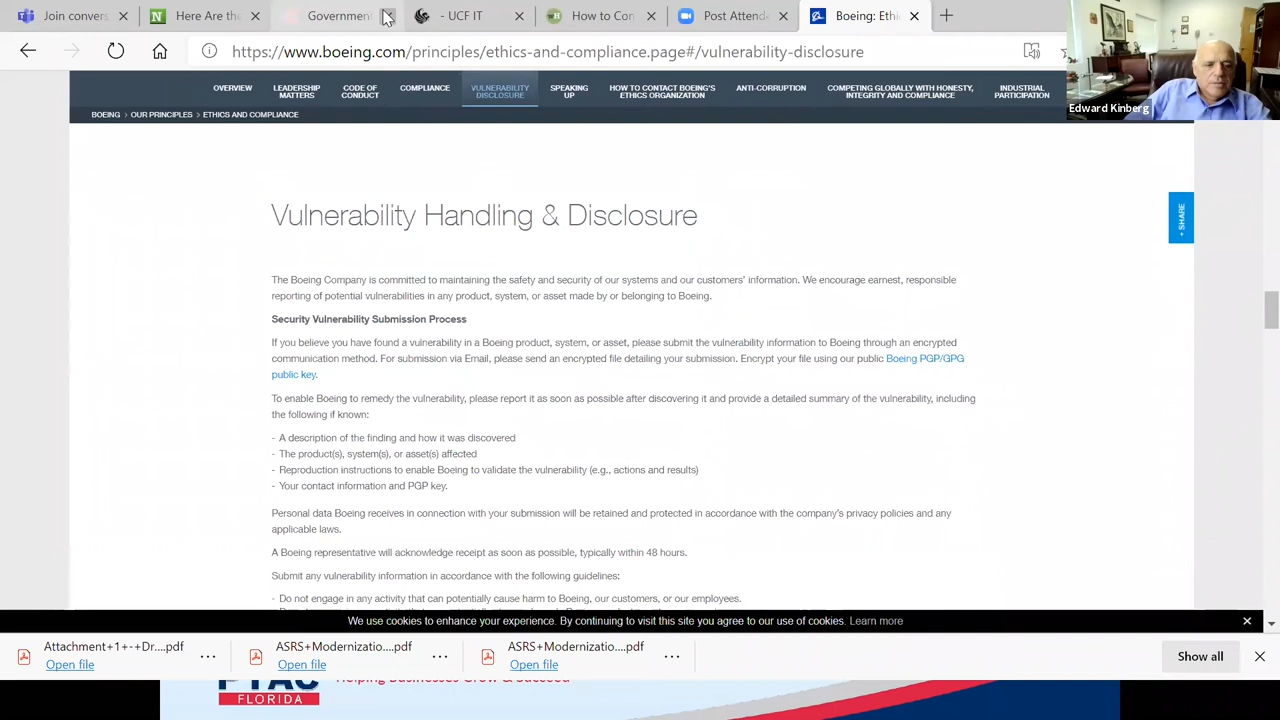 Join co
Here are the
Government
HCF IT
How to Co
Post Attend
Boeing: Eth
https://www.boeing.com/principles/ethics-and-compliance.page#/vulnerability-disclosure
Edward Kinberg
OVERVIEW
LEADERSHIP
MATTERS
CODE OF
CONDUCT
COMPLIANCE
VULNERABILITY
DISCLOSURE
SPEAKING
UP
HOW TO CONTACT BOEING'S
ETHICS ORGANIZATION
ANTI-CORRUPTION
COMPETING GLOBALLY WITH HONESTY,
INTEGRITY AND COMPLIANCE
INDUSTRIAL
PARTICIPATION
BOEING > OUR PRINCIPLES > ETHICS AND COMPLIANCE
+ SHARE
Vulnerability Handling & Disclosure
The Boeing Company is committed to maintaining the safety and security of our systems and our customers' information. We encourage earnest, responsible
reporting of potential vulnerabilities in any product, system, or asset made by or belonging to Boeing.
Security Vulnerability Submission Process
If you believe you have found a vulnerability in a Boeing product, system, or asset, please submit the vulnerability information to Boeing through an encrypted
communication method. For submission via Email, please send an encrypted file detailing your submission. Encrypt your file using our public Boeing PGP/GPG
public key.
To enable Boeing to remedy the vulnerability, please report it as soon as possible after discovering it and provide a detailed summary of the vulnerability, including
the following if known:
- A description of the finding and how it was discovered
- The product(s), system(s), or asset(s) affected
- Reproduction instructions to enable Boeing to validate the vulnerability (e.g., actions and results)
- Your contact information and PGP key.
Personal data Boeing receives in connection with your submission will be retained and protected in accordance with the company's privacy policies and any
applicable laws.
A Boeing representative will acknowledge receipt as soon as possible, typically within 48 hours.
Submit any vulnerability information in accordance with the following guidelines:
- Do not engage in any activity that can potentially cause harm to Boeing, our customers, or our employees.
We use cookies to enhance your experience. By continuing to visit this site you agree to our use of cookies. Learn more
Attachment+1+-+Dr....pdf
Open file
ASRS+Modernizatio....pdf
Open file
ASRS+Modernizatio....pdf
Open file
Show all
PTAC
FLORIDA
Helping Businesses Grow & Succeed